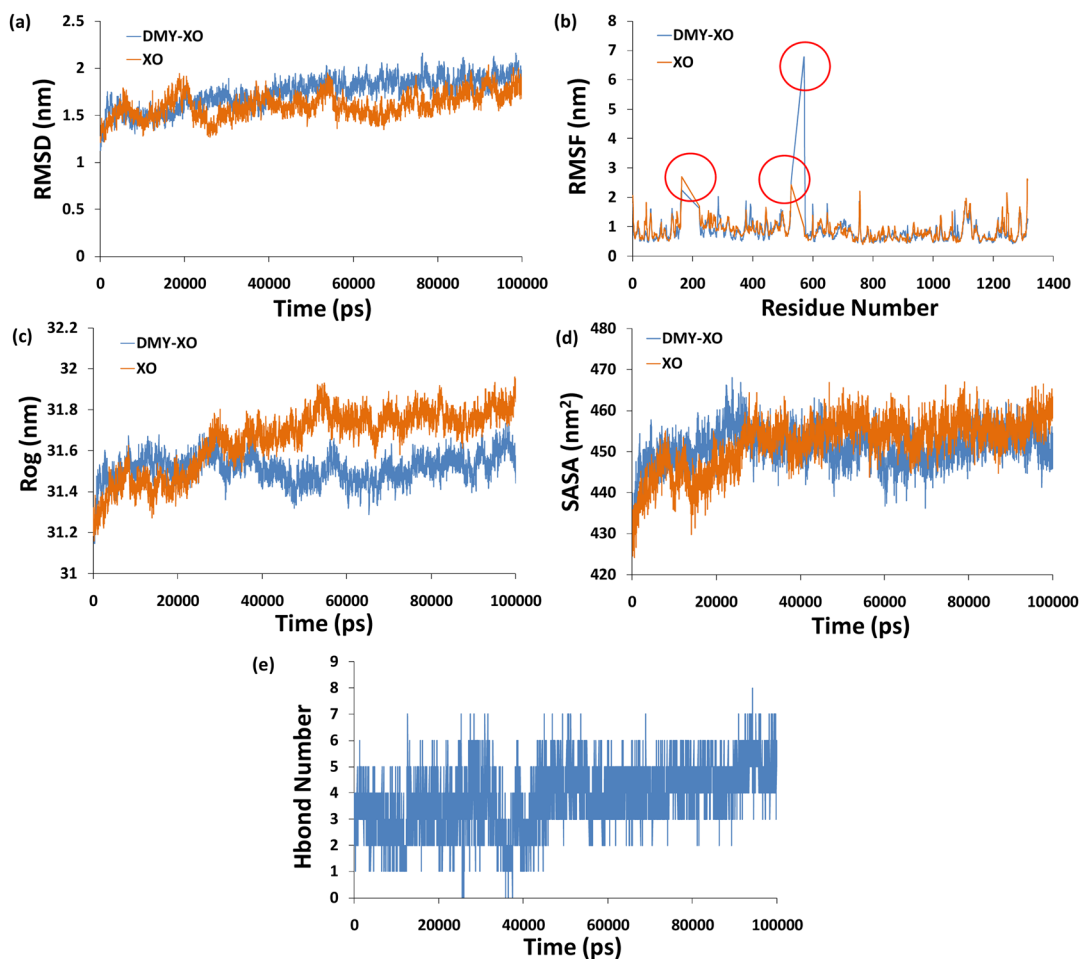 (a)
RMSD (nm)
2.5
2
1.5
1
0.5
0
DMY-XO
XO
0 20000 40000 60000 80000 100000
Time (ps)
(b)
RMSF (nm)
8
7
6
5
4
3
2
1
0
DMY-XO
XO
0 200 400 600 800 1000 1200 1400
Residue Number
(c)
Rog (nm)
32.2
32
31.8
31.6
31.4
31.2
31
DMY-XO
XO
0 20000 40000 60000 80000 100000
Time (ps)
(d)
SASA (nm²)
480
470
460
450
440
430
420
DMY-XO
XO
0 20000 40000 60000 80000 100000
Time (ps)
(e)
Hbond Number
9
8
7
6
5
4
3
2
1
0
0 20000 40000 60000 80000 100000
Time (ps)